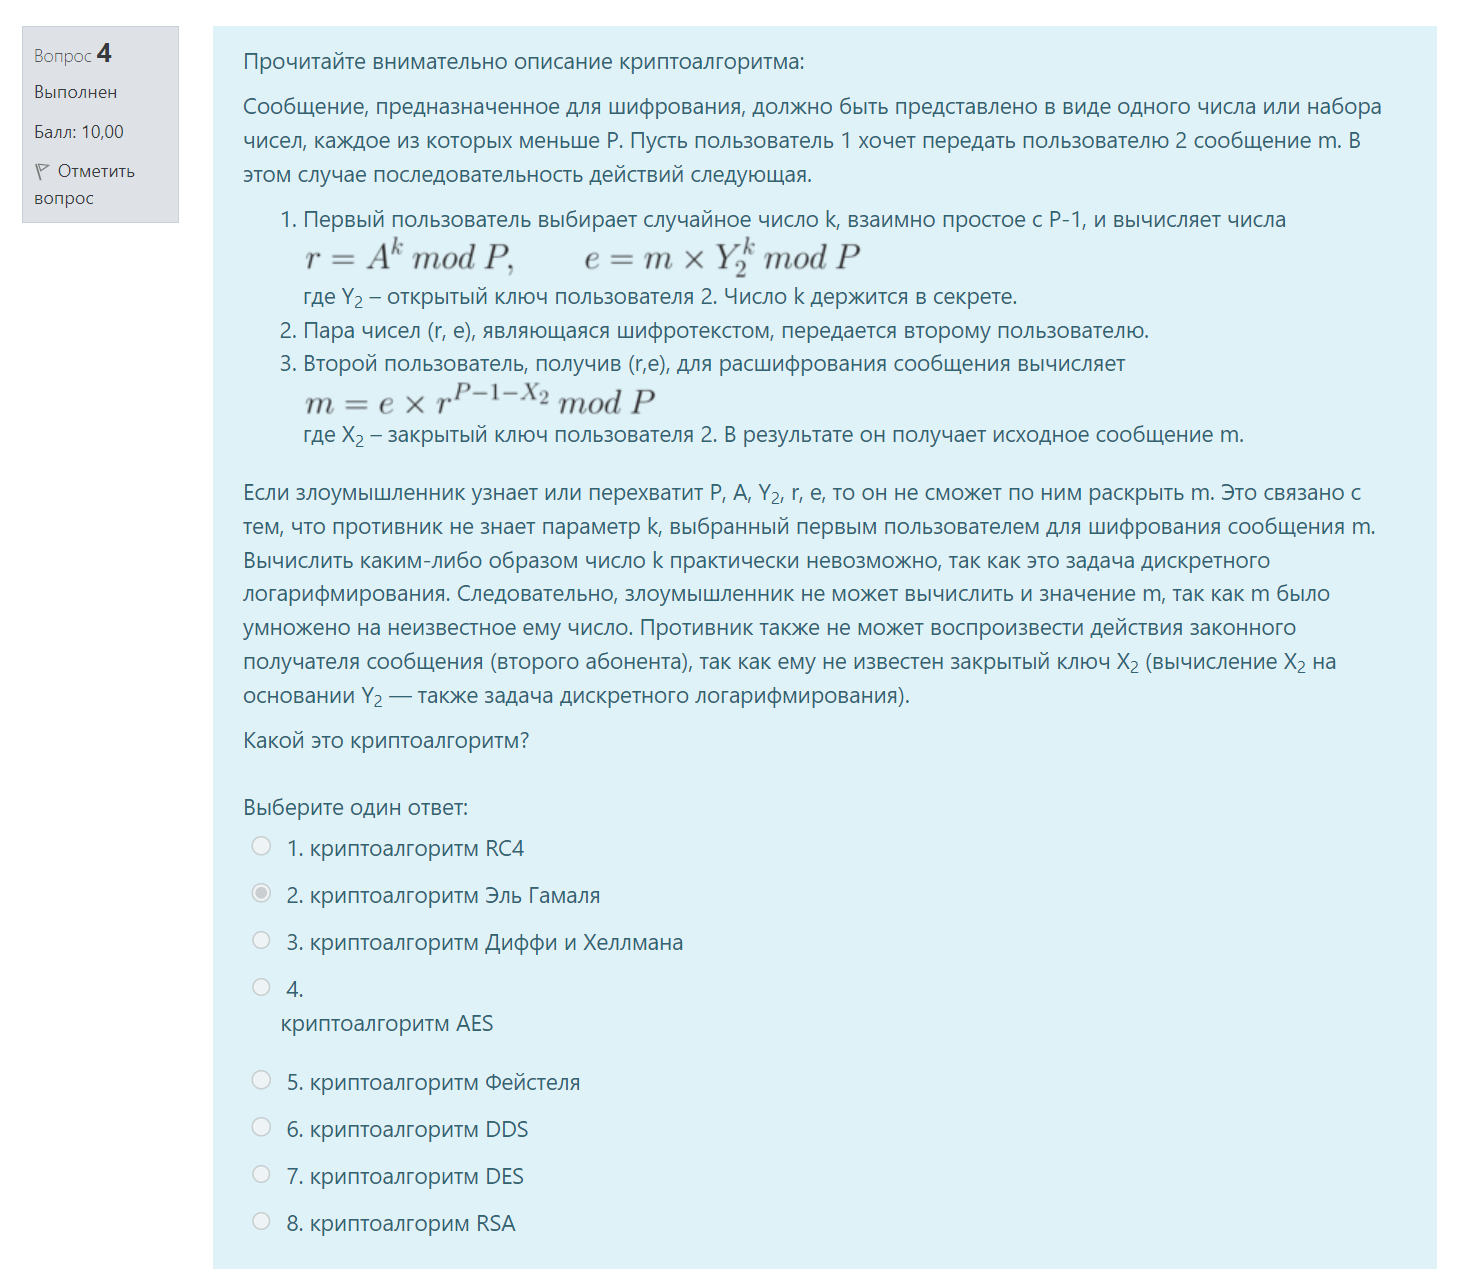 Вопрос 4
Выполнен
Балл: 10,00
Отметить
вопрос
Прочитайте внимательно описание криптоалгоритма:
Сообщение, предназначенное для шифрования, должно быть представлено в виде одного числа или набора
чисел, каждое из которых меньше P. Пусть пользователь 1 хочет передать пользователю 2 сообщение m. В
этом случае последовательность действий следующая.
1. Первый пользователь выбирает случайное число k, взаимно простое с P-1, и вычисляет числа
r = A^k mod P, e = m × Y_2^k mod P
где Y₂ – открытый ключ пользователя 2. Число k держится в секрете.
2. Пара чисел (r, e), являющаяся шифротекстом, передается второму пользователю.
3. Второй пользователь, получив (r,e), для расшифрования сообщения вычисляет
m = e × r^{P−1−X_2} mod P
где X₂ – закрытый ключ пользователя 2. В результате он получает исходное сообщение m.
Если злоумышленник узнает или перехватит P, A, Y₂, r, e, то он не сможет по ним раскрыть m. Это связано с
тем, что противник не знает параметр k, выбранный первым пользователем для шифрования сообщения m.
Вычислить каким-либо образом число k практически невозможно, так как это задача дискретного
логарифмирования. Следовательно, злоумышленник не может вычислить и значение m, так как m было
умножено на неизвестное ему число. Противник также не может воспроизвести действия законного
получателя сообщения (второго абонента), так как ему не известен закрытый ключ X₂ (вычисление X₂ на
основании Y₂ — также задача дискретного логарифмирования).
Какой это криптоалгоритм?
Выберите один ответ:
1. криптоалгоритм RC4
2. криптоалгоритм Эль Гамаля
3. криптоалгоритм Диффи и Хеллмана
4.
криптоалгоритм AES
5. криптоалгоритм Фейстеля
6. криптоалгоритм DDS
7. криптоалгоритм DES
8. криптоалгорим RSA